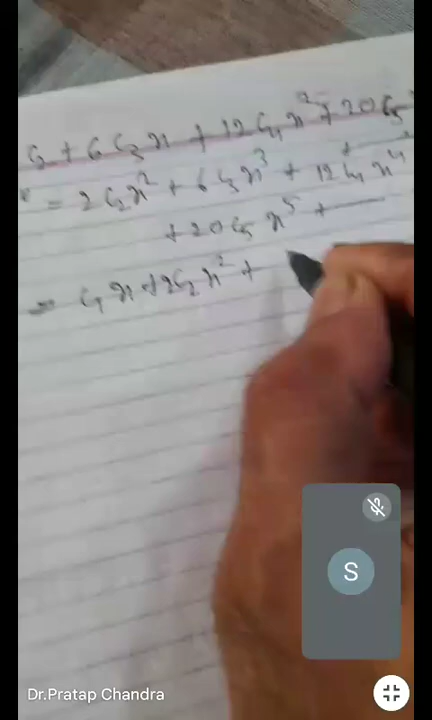 C₂ + 6C₃x + 12C₄x² + 20C₅
= 2C₂x² + 6C₃x³ + 12C₄x⁴
+ 20C₅x⁵ + —
= C₁x + 2C₂x² +
S
Dr.Pratap Chandra